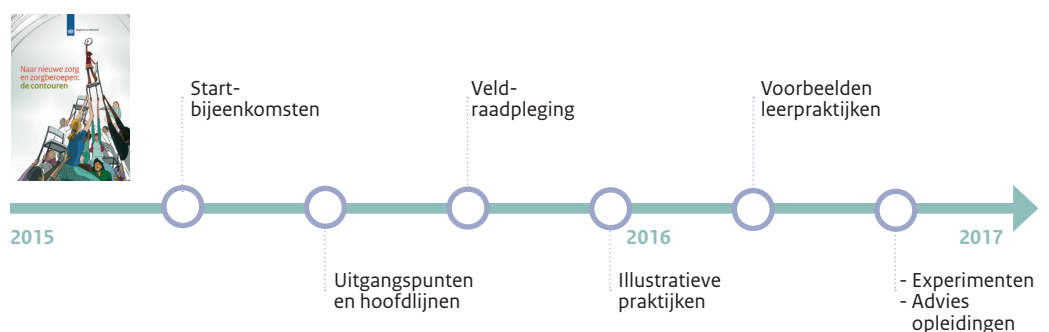 Naar nieuwe zorg
en zorgberoepen:
de contouren
Start-
bijeenkomsten
Veld-
raadpleging
Voorbeelden
leerpraktijken
2015
2016
2017
Uitgangspunten
en hoofdlijnen
Illustratieve
praktijken
- Experimenten
- Advies
opleidingen